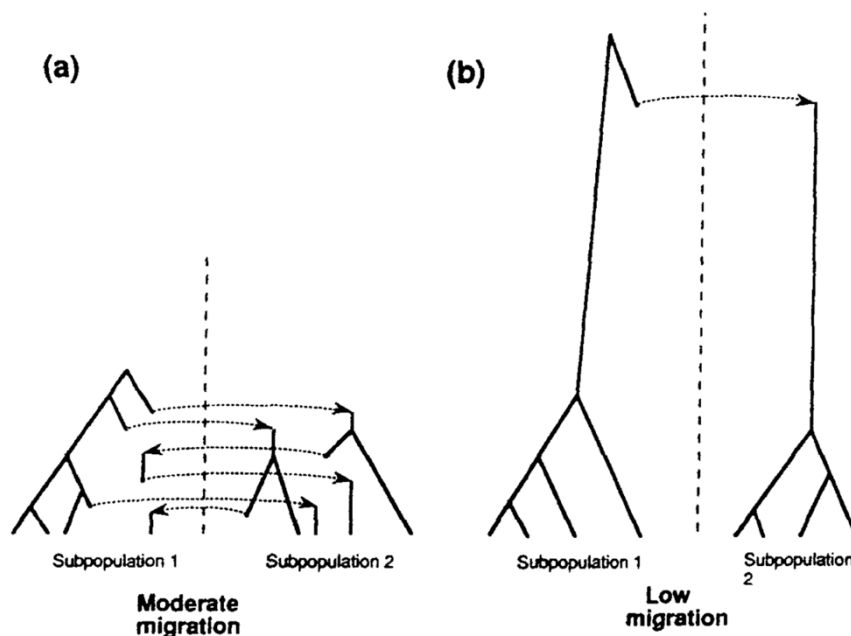 (a)
(b)
Subpopulation 1
Subpopulation 2
Moderate
migration
Subpopulation 1
Subpopulation
2
Low
migration